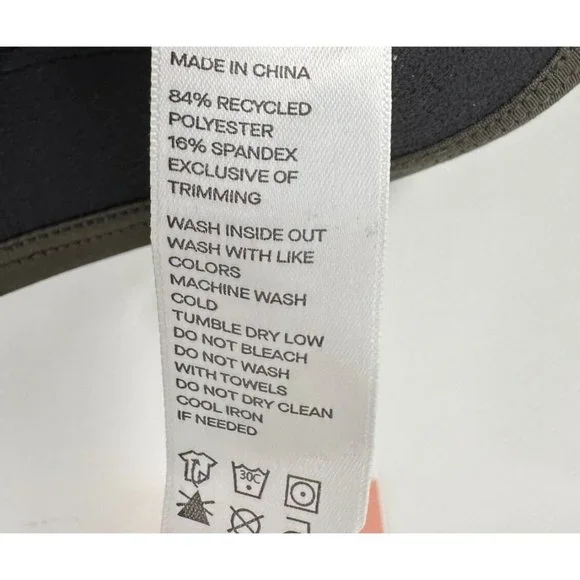 MADE IN CHINA
84% RECYCLED
POLYESTER
16% SPANDEX
EXCLUSIVE OF
TRIMMING
WASH INSIDE OUT
WASH WITH LIKE
COLORS
MACHINE WASH
COLD
TUMBLE DRY LOW
DO NOT BLEACH
DO NOT WASH
WITH TOWELS
DO NOT DRY CLEAN
COOL IRON
IF NEEDED
30C